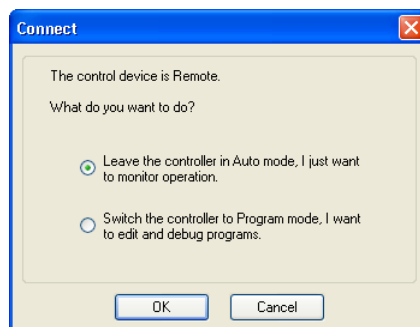 Connect
The control device is Remote.
What do you want to do?
Leave the controller in Auto mode, I just want
to monitor operation.
Switch the controller to Program mode, I want
to edit and debug programs.
OK
Cancel